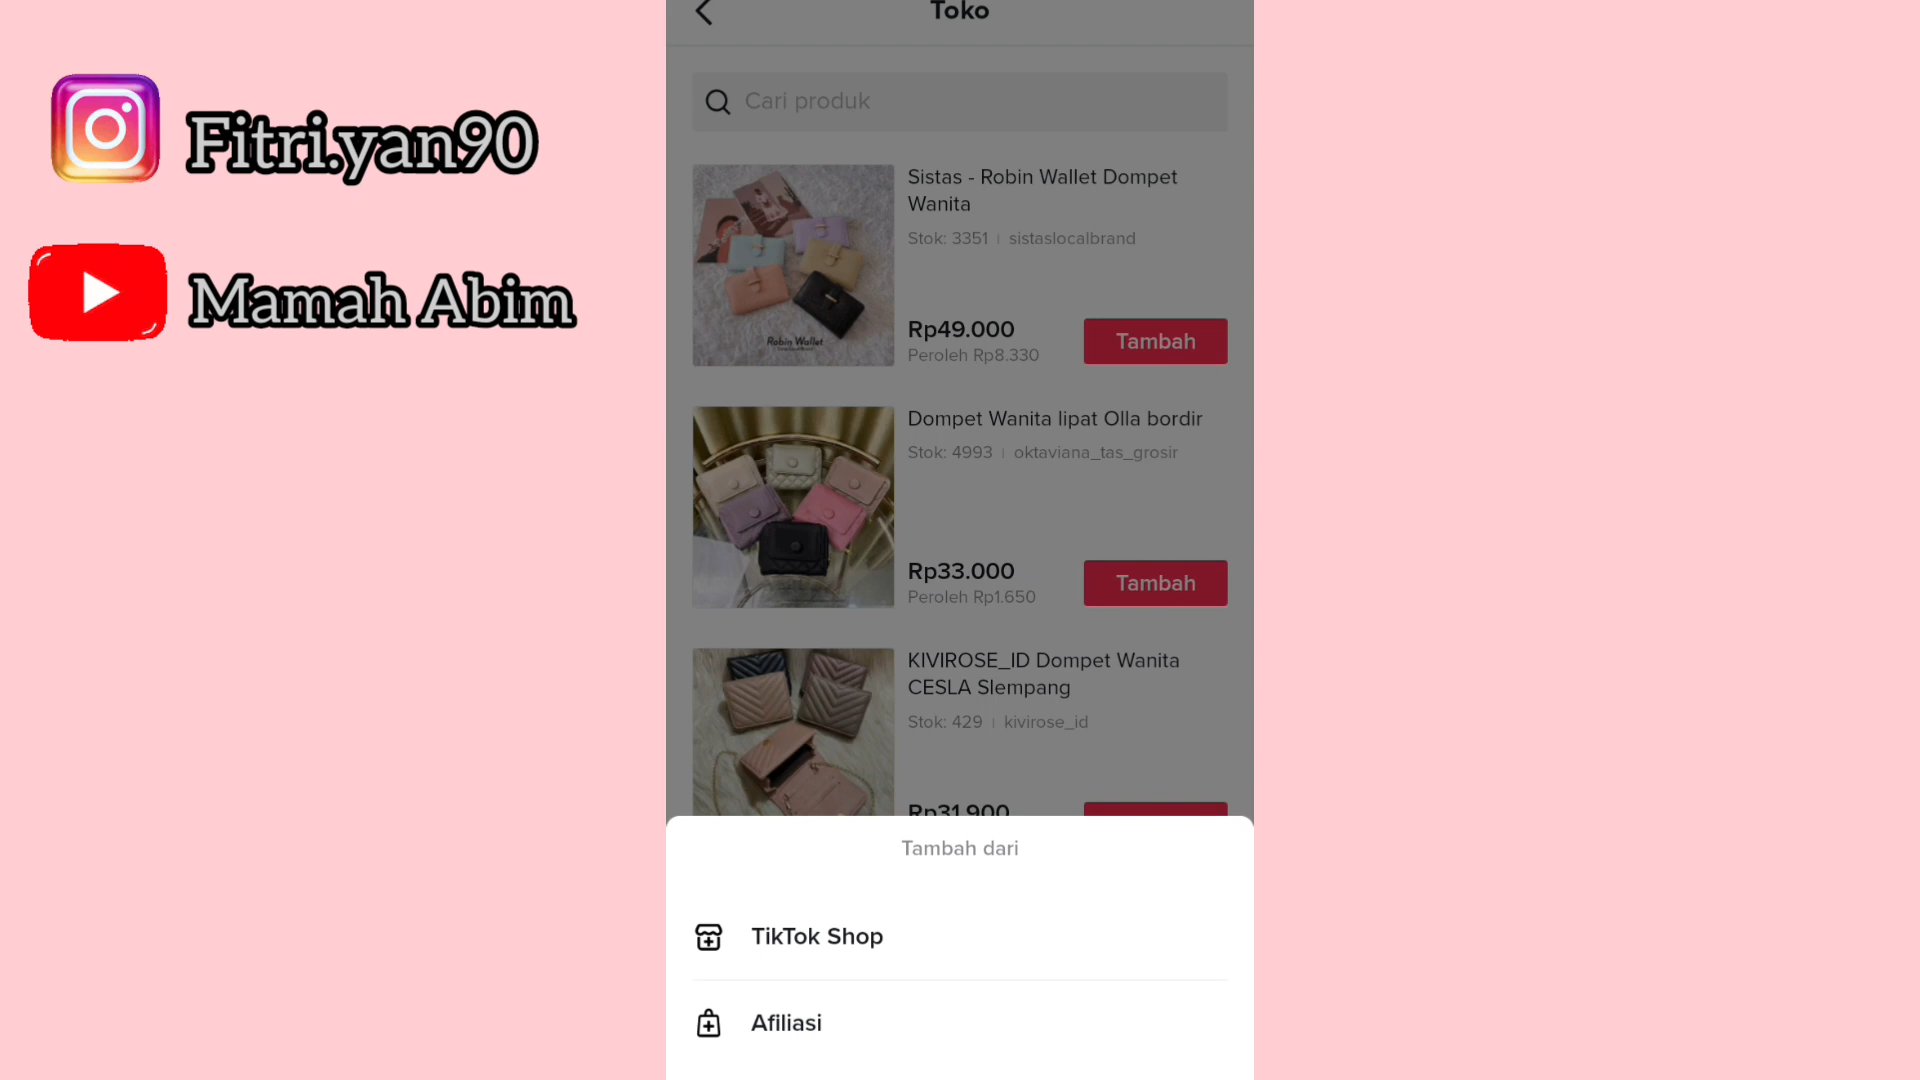 Fitri.yan90
Mamah Abim
Toko
Cari produk
Sistas - Robin Wallet Dompet
Wanita
Stok: 3351 | sistaslocalbrand
Robin Wallet
Rp49.000
Peroleh Rp8.330
Tambah
Dompet Wanita lipat Olla bordir
Stok: 4993 | oktaviana_tas_grosir
Rp33.000
Peroleh Rp1.650
Tambah
KIVIROSE_ID Dompet Wanita
CESLA Slempang
Stok: 429 | kivirose_id
Rp31.900
Tambah dari
TikTok Shop
Afiliasi